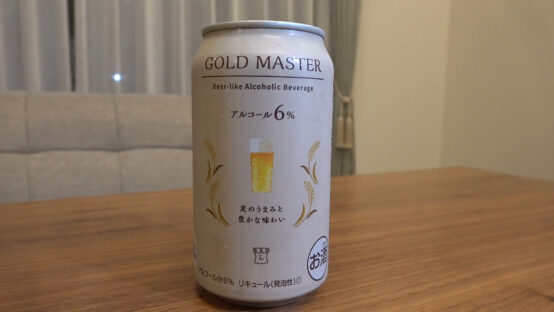 GOLD MASTER
Beer-like Alcoholic Beverage
アルコール6%
麦のうまみと
豊かな味わい
L
お酒
アルコール分6% リキュール(発泡性)①